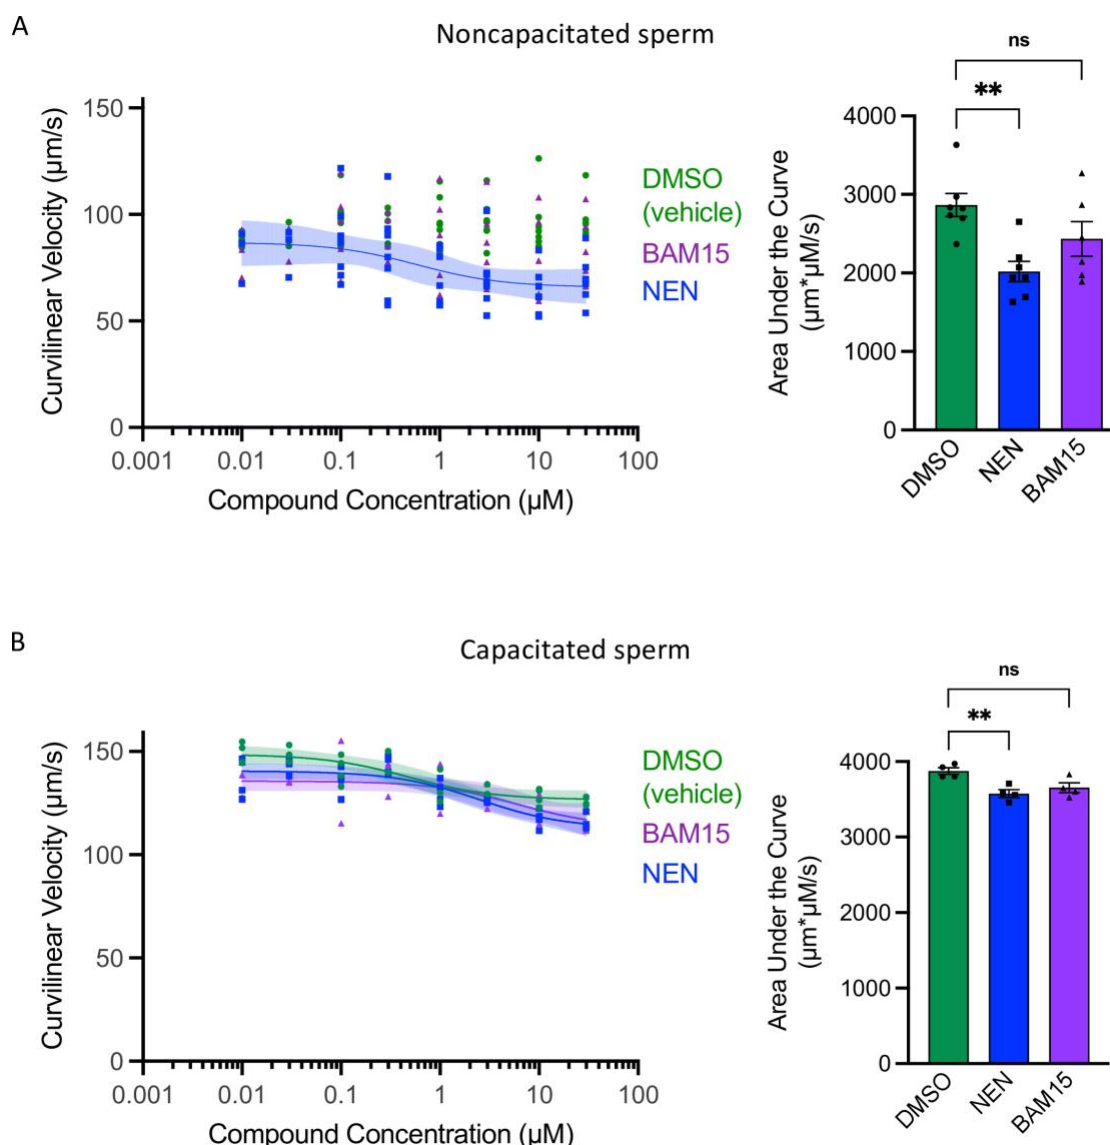 A
Noncapacitated sperm
Curvilinear Velocity (µm/s)
150
100
50
0
0.001
0.01
0.1
1
10
100
Compound Concentration (µM)
DMSO
(vehicle)
BAM15
NEN
ns
**
Area Under the Curve
(µm*µM/s)
4000
3000
2000
1000
0
DMSO
NEN
BAM15
B
Capacitated sperm
Curvilinear Velocity (µm/s)
150
100
50
0
0.001
0.01
0.1
1
10
100
Compound Concentration (µM)
DMSO
(vehicle)
BAM15
NEN
ns
**
Area Under the Curve
(µm*µM/s)
4000
3000
2000
1000
0
DMSO
NEN
BAM15